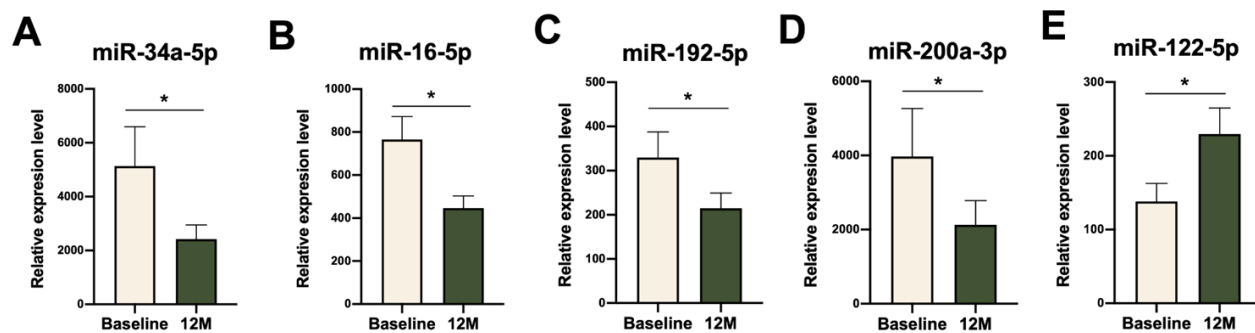 A
miR-34a-5p
Relative expresion level
8000
6000
4000
2000
0
*
Baseline 12M
B
miR-16-5p
Relative expresion level
1000
800
600
400
200
0
*
Baseline 12M
C
miR-192-5p
Relative expresion level
500
400
300
200
100
0
*
Baseline 12M
D
miR-200a-3p
Relative expresion level
6000
4000
2000
0
*
Baseline 12M
E
miR-122-5p
Relative expresion level
300
200
100
0
*
Baseline 12M